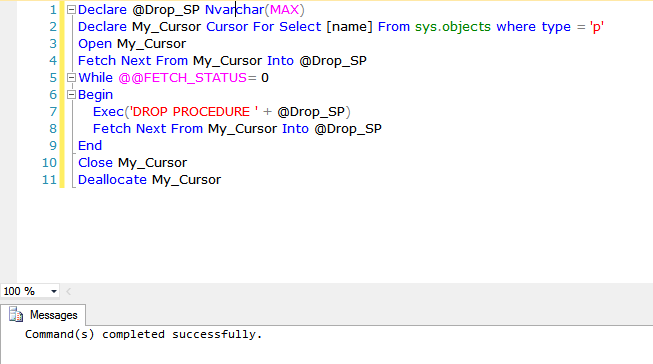 1 Declare @Drop_SP Nvarchar(MAX)
2 Declare My_Cursor Cursor For Select [name] From sys.objects where type = 'p'
3 Open My_Cursor
4 Fetch Next From My_Cursor Into @Drop_SP
5 While @@FETCH_STATUS= 0
6 Begin
7 Exec('DROP PROCEDURE ' + @Drop_SP)
8 Fetch Next From My_Cursor Into @Drop_SP
9 End
10 Close My_Cursor
11 Deallocate My_Cursor
100 %
Messages
Command(s) completed successfully.